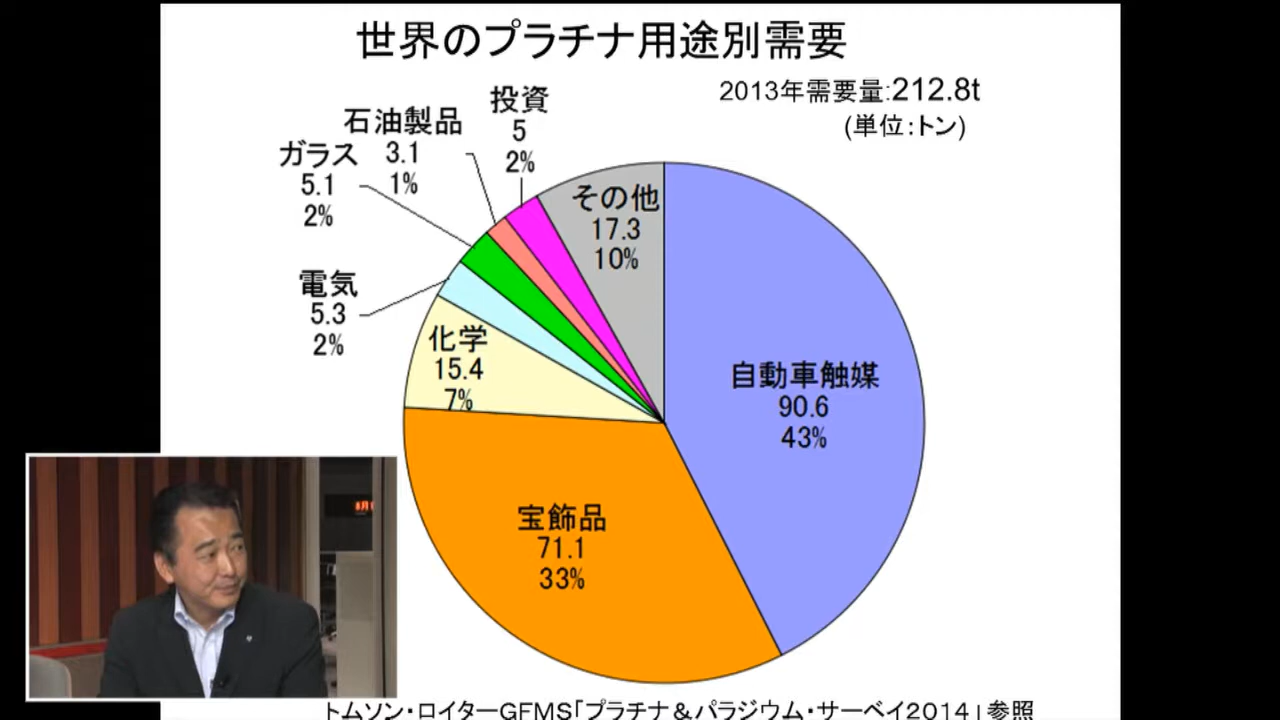 世界のプラチナ用途別需要
2013年需要量:212.8t
(単位:トン)
投資
5
2%
石油製品
3.1
1%
ガラス
5.1
2%
その他
17.3
10%
電気
5.3
2%
化学
15.4
7%
自動車触媒
90.6
43%
宝飾品
71.1
33%
トムソン・ロイターGFMS「プラチナ&パラジウム・サーベイ2014」参照